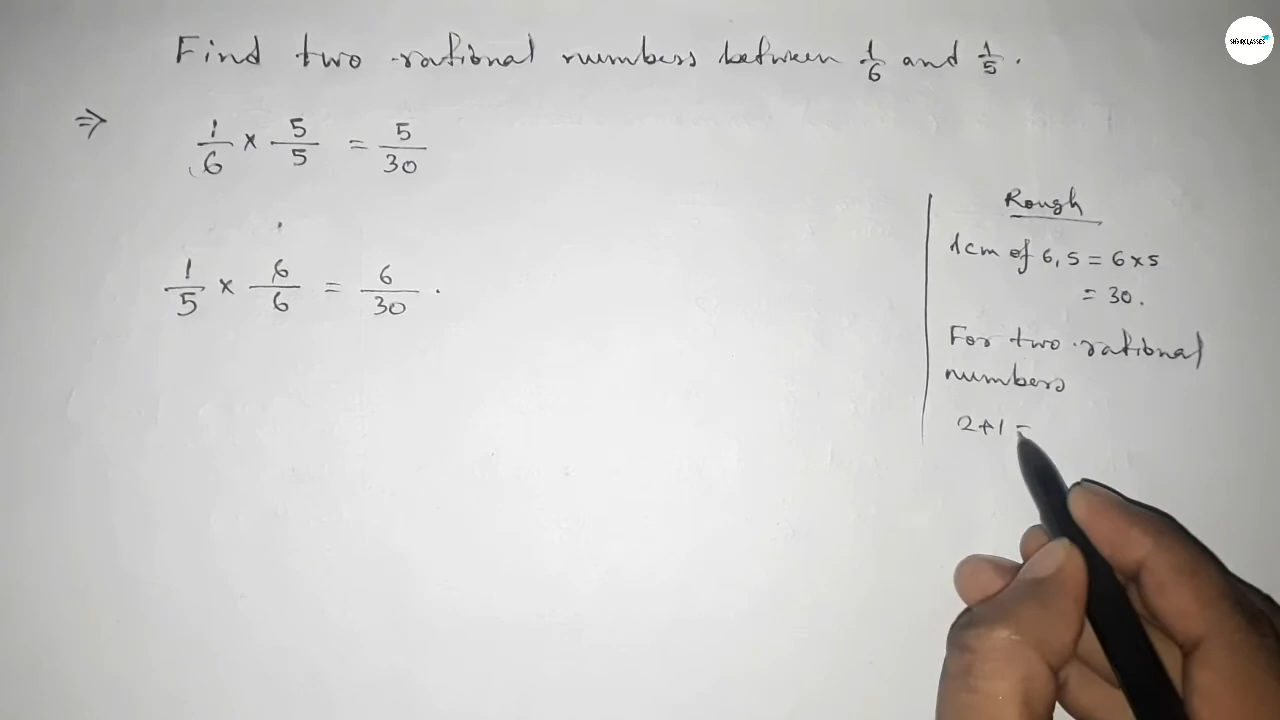 Find two rational numbers between 1/6 and 1/5.
⇒ 1/6 × 5/5 = 5/30
1/5 × 6/6 = 6/30.
Rough
lcm of 6, 5 = 6×5
= 30.
For two rational
numbers
2+1 =
SHSIRCLASSES